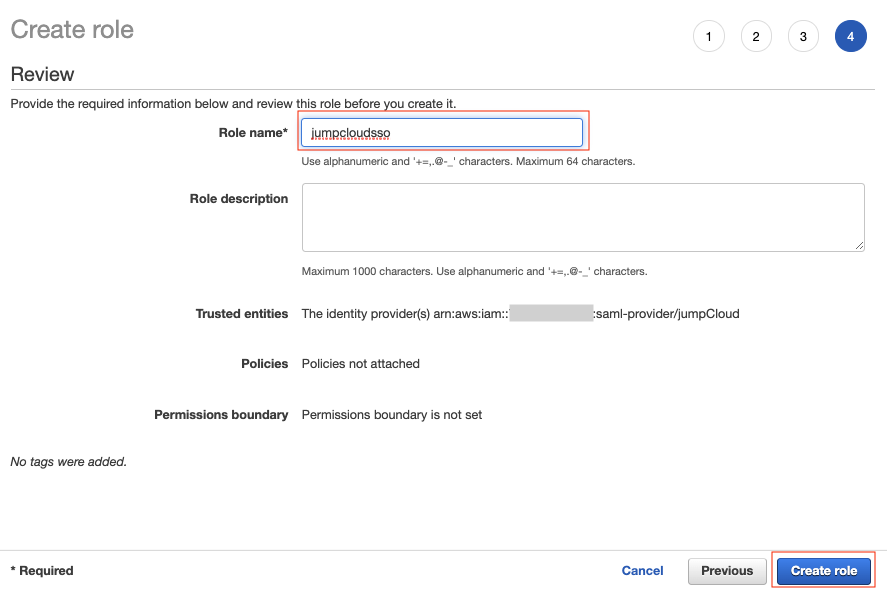 Create role
1 2 3 4
Review
Provide the required information below and review this role before you create it.
Role name* jumpcloudsso
Use alphanumeric and '+=,.@-_' characters. Maximum 64 characters.
Role description
Maximum 1000 characters. Use alphanumeric and '+=,.@-_' characters.
Trusted entities The identity provider(s) arn:aws:iam:: :saml-provider/jumpCloud
Policies Policies not attached
Permissions boundary Permissions boundary is not set
No tags were added.
* Required Cancel Previous Create role